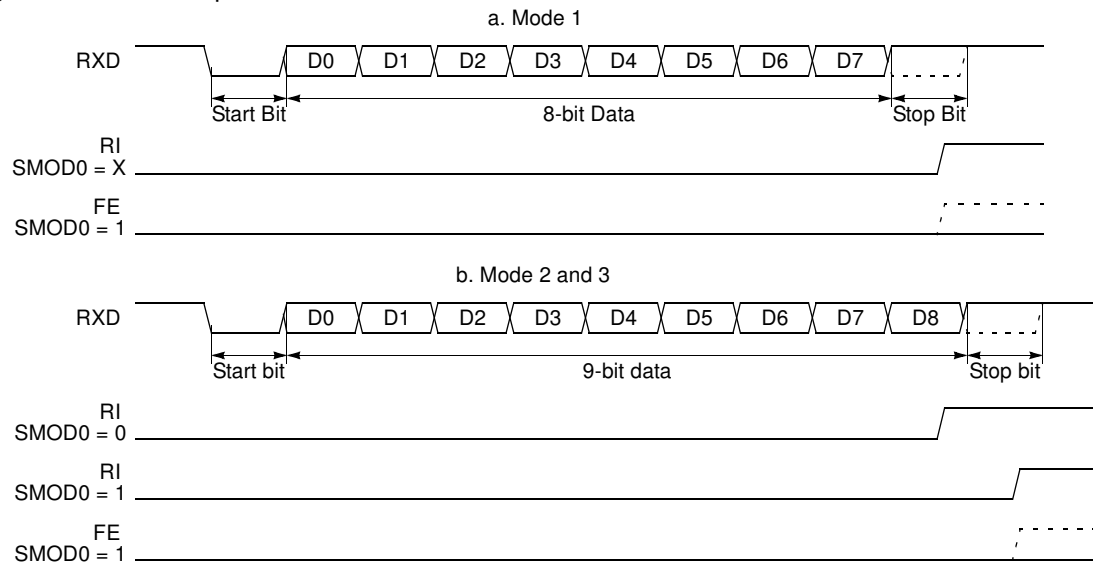 a. Mode 1
RXD D0 D1 D2 D3 D4 D5 D6 D7
Start Bit 8-bit Data Stop Bit
RI
SMOD0 = X
FE
SMOD0 = 1
b. Mode 2 and 3
RXD D0 D1 D2 D3 D4 D5 D6 D7 D8
Start bit 9-bit data Stop bit
RI
SMOD0 = 0
RI
SMOD0 = 1
FE
SMOD0 = 1